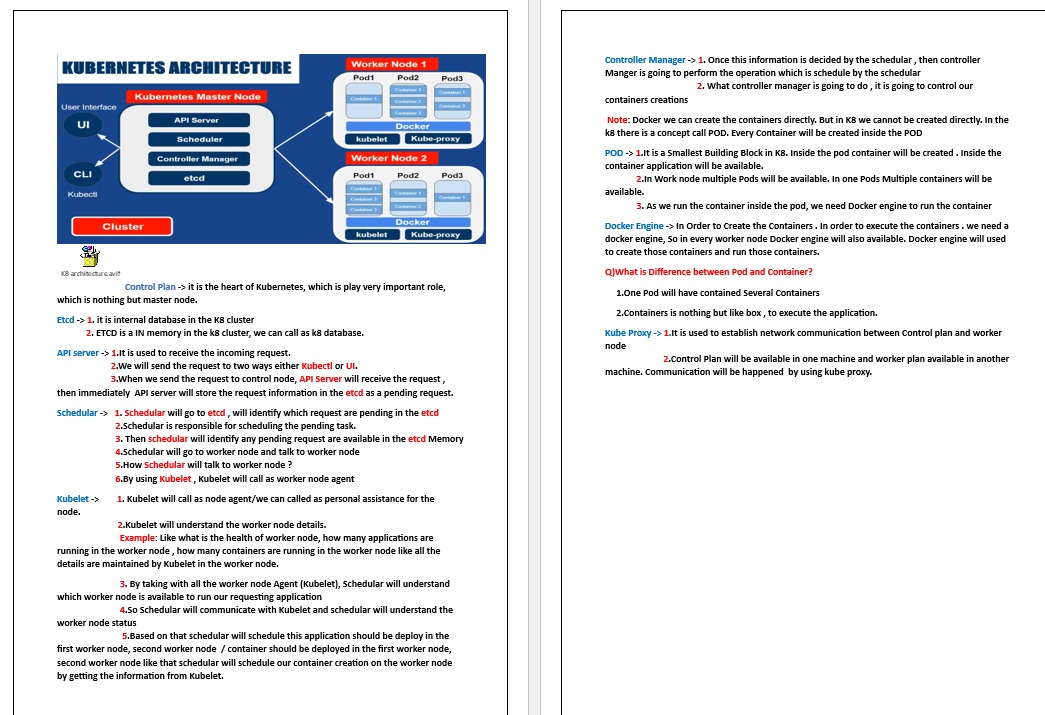 KUBERNETES ARCHITECTURE
User Interface
UI
CLI
Kubectl
Kubernetes Master Node
API Server
Scheduler
Controller Manager
etcd
Cluster
Worker Node 1
Pod1 Pod2 Pod3
Container 1 Container 1 Container 1
Container 2 Container 2
Container 3 Container 3
Docker
kubelet Kube-proxy
Worker Node 2
Pod1 Pod2 Pod3
Container 1 Container 1 Container 1
Container 2 Container 2
Container 3
Docker
kubelet Kube-proxy
K8 architecture.avif
Control Plan -> it is the heart of Kubernetes, which is play very important role,
which is nothing but master node.
Etcd -> 1. it is internal database in the K8 cluster
2. ETCD is a IN memory in the k8 cluster, we can call as k8 database.
API server -> 1.It is used to receive the incoming request.
2.We will send the request to two ways either Kubectl or UI.
3.When we send the request to control node, API Server will receive the request ,
then immediately API server will store the request information in the etcd as a pending request.
Schedular -> 1. Schedular will go to etcd , will identify which request are pending in the etcd
2.Schedular is responsible for scheduling the pending task.
3. Then schedular will identify any pending request are available in the etcd Memory
4.Schedular will go to worker node and talk to worker node
5.How Schedular will talk to worker node ?
6.By using Kubelet , Kubelet will call as worker node agent
Kubelet -> 1. Kubelet will call as node agent/we can called as personal assistance for the
node.
2.Kubelet will understand the worker node details.
Example: Like what is the health of worker node, how many applications are
running in the worker node , how many containers are running in the worker node like all the
details are maintained by Kubelet in the worker node.
3. By taking with all the worker node Agent (Kubelet), Schedular will understand
which worker node is available to run our requesting application
4.So Schedular will communicate with Kubelet and schedular will understand the
worker node status
5.Based on that schedular will schedule this application should be deploy in the
first worker node, second worker node / container should be deployed in the first worker node,
second worker node like that schedular will schedule our container creation on the worker node
by getting the information from Kubelet.
Controller Manager -> 1. Once this information is decided by the schedular , then controller
Manger is going to perform the operation which is schedule by the schedular
2. What controller manager is going to do , it is going to control our
containers creations
Note: Docker we can create the containers directly. But in K8 we cannot be created directly. In the
k8 there is a concept call POD. Every Container will be created inside the POD
POD -> 1.It is a Smallest Building Block in K8. Inside the pod container will be created . Inside the
container application will be available.
2.In Work node multiple Pods will be available. In one Pods Multiple containers will be
available.
3. As we run the container inside the pod, we need Docker engine to run the container
Docker Engine -> In Order to Create the Containers . In order to execute the containers . we need a
docker engine, So in every worker node Docker engine will also available. Docker engine will used
to create those containers and run those containers.
Q)What is Difference between Pod and Container?
1.One Pod will have contained Several Containers
2.Containers is nothing but like box , to execute the application.
Kube Proxy -> 1.It is used to establish network communication between Control plan and worker
node
2.Control Plan will be available in one machine and worker plan available in another
machine. Communication will be happened by using kube proxy.